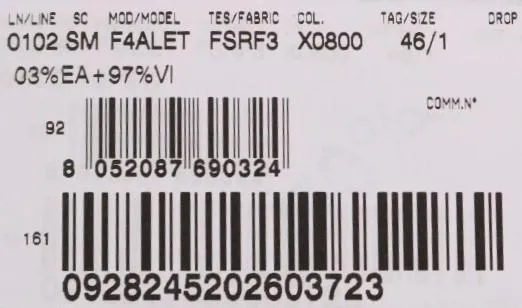 LN/LINE SC MOD/MODEL TES/FABRIC COL. TAG/SIZE DROP
0102 SM F4ALET FSRF3 X0800 46/1
03%EA+97%VI
COMM.N°
92
8 052087 690324
161
0928245202603723